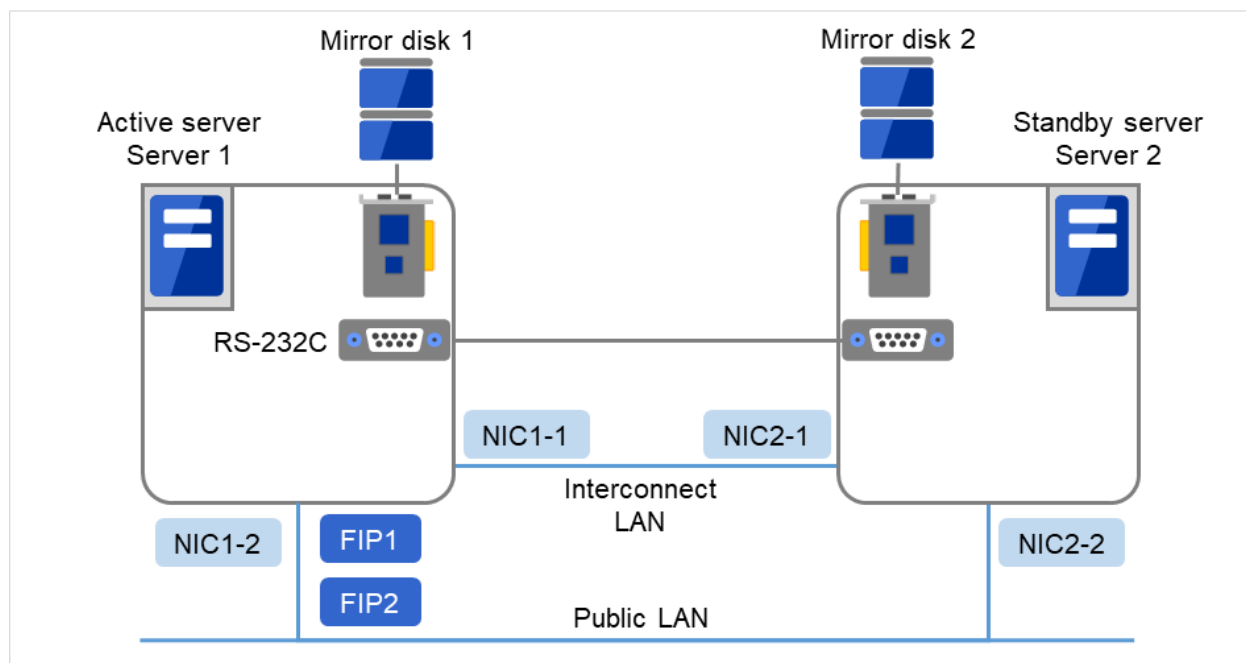 Mirror disk 1
Mirror disk 2
Active server
Server 1
Standby server
Server 2
RS-232C
NIC1-1
NIC2-1
Interconnect
LAN
NIC1-2
FIP1
NIC2-2
FIP2
Public LAN